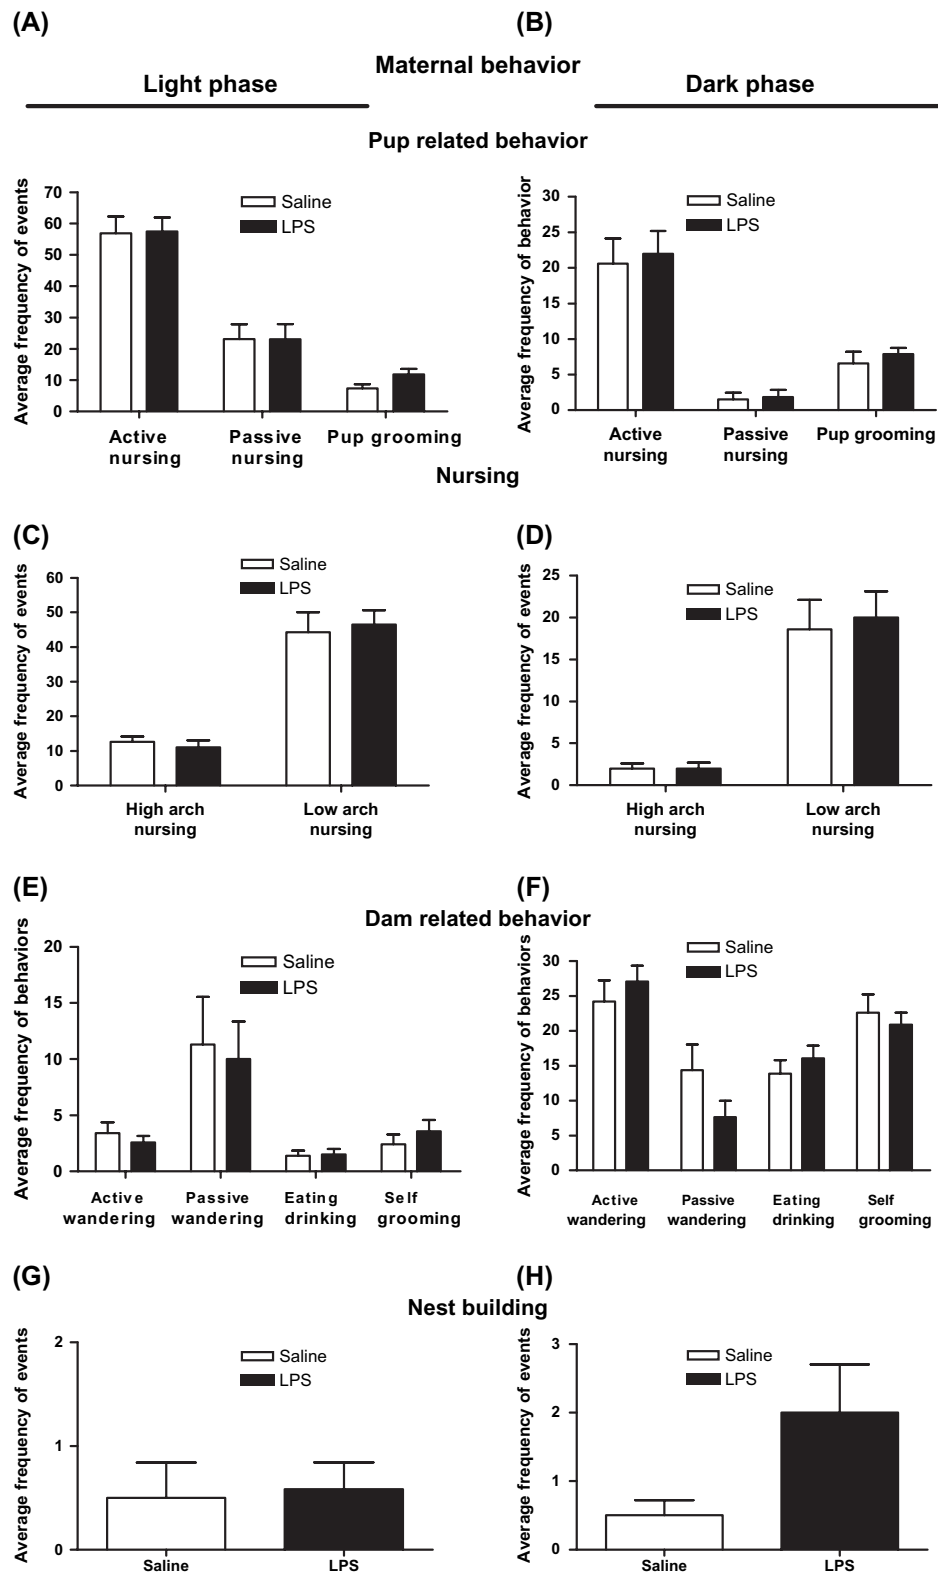 (A)
(B)
Maternal behavior
Light phase
Dark phase
Pup related behavior
Average frequency of events
70
60
50
40
30
20
10
0
Saline
LPS
Active nursing
Passive nursing
Pup grooming
Average frequency of behavior
30
25
20
15
10
5
0
Saline
LPS
Active nursing
Passive nursing
Pup grooming
Nursing
(C)
Average frequency of events
60
50
40
30
20
10
0
Saline
LPS
High arch nursing
Low arch nursing
(D)
Average frequency of events
25
20
15
10
5
0
Saline
LPS
High arch nursing
Low arch nursing
(E)
(F)
Dam related behavior
Average frequency of behaviors
20
15
10
5
0
Saline
LPS
Active wandering
Passive wandering
Eating drinking
Self grooming
Average frequency of behaviors
30
25
20
15
10
5
0
Saline
LPS
Active wandering
Passive wandering
Eating drinking
Self grooming
(G)
(H)
Nest building
Average frequency of events
2
1
0
Saline
LPS
Saline
LPS
Average frequency of events
3
2
1
0
Saline
LPS
Saline
LPS